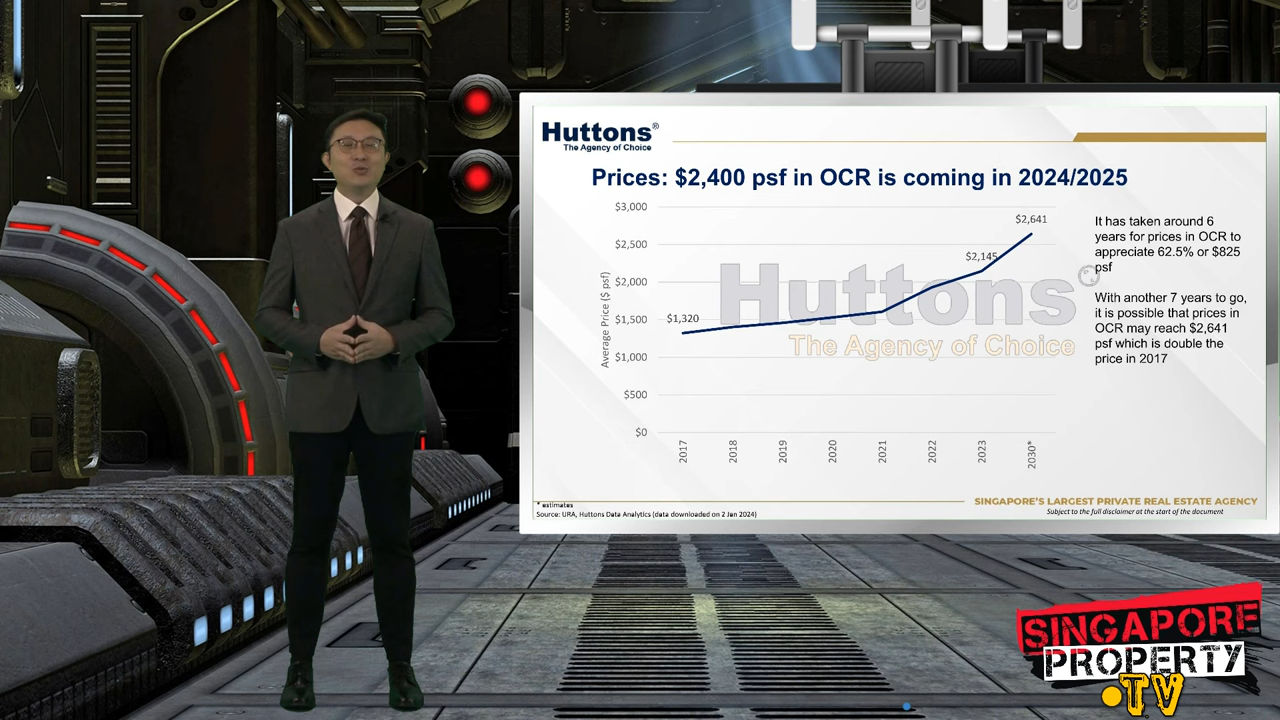 Huttons®
The Agency of Choice
Prices: $2,400 psf in OCR is coming in 2024/2025
$3,000
$2,500
$2,000
$1,500
$1,000
$500
$0
Average Price ($ psf)
$1,320
$2,145
$2,641
2017
2018
2019
2020
2021
2022
2023
2030*
Huttons®
The Agency of Choice
It has taken around 6
years for prices in OCR to
appreciate 62.5% or $825
psf
With another 7 years to go,
it is possible that prices in
OCR may reach $2,641
psf which is double the
price in 2017
* estimates
Source: URA, Huttons Data Analytics (data downloaded on 2 Jan 2024)
SINGAPORE'S LARGEST PRIVATE REAL ESTATE AGENCY
Subject to the full disclaimer at the start of the document
SINGAPORE
PROPERTY
TV